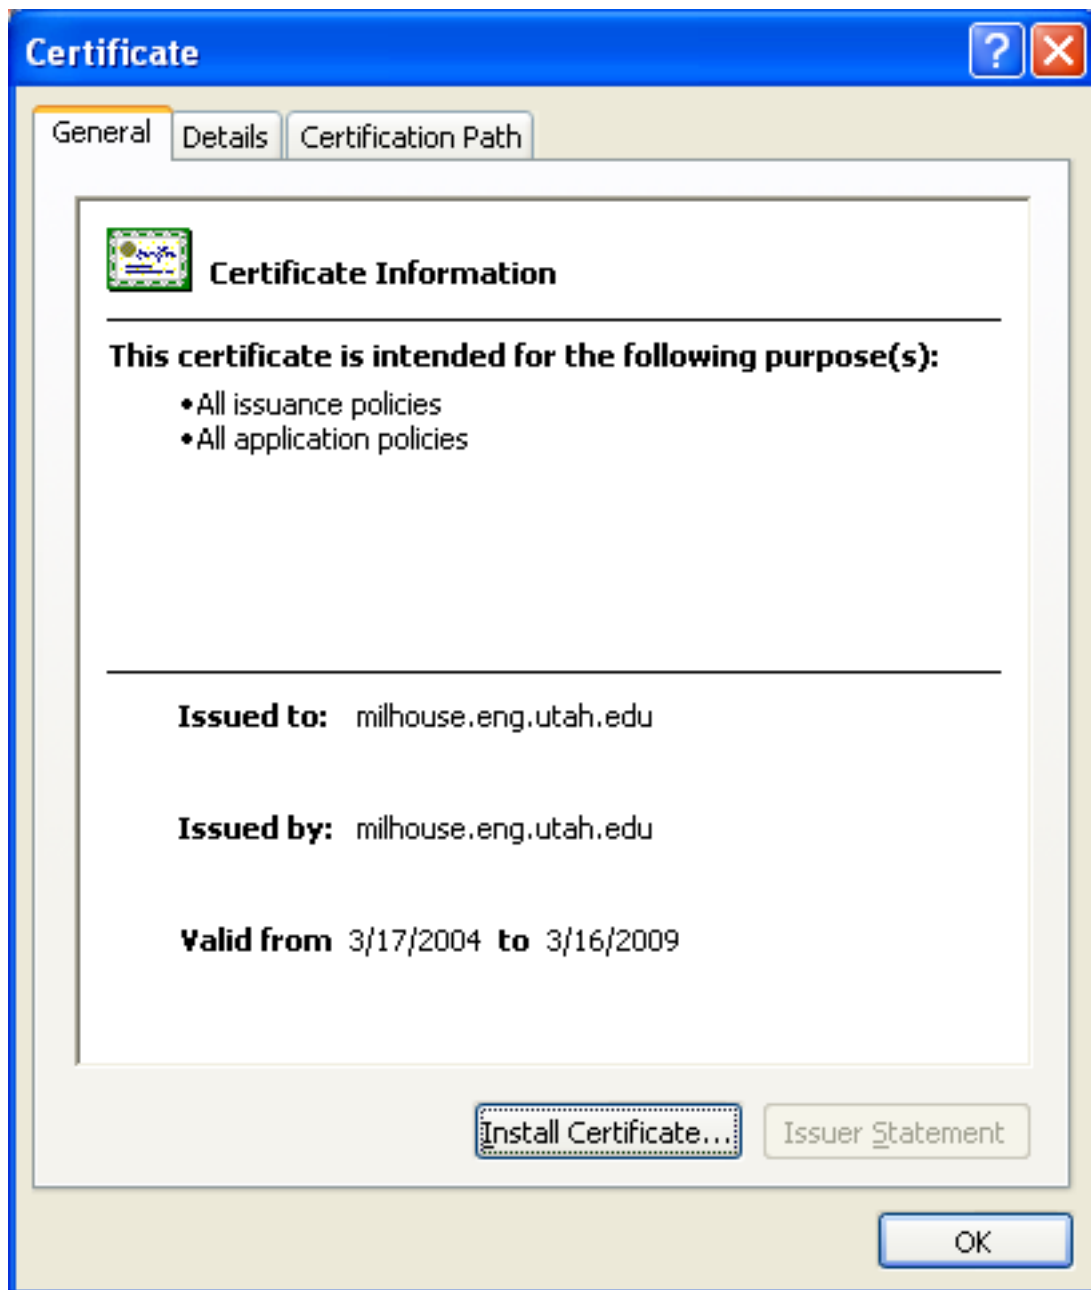 Certificate
General Details Certification Path
Certificate Information
This certificate is intended for the following purpose(s):
•All issuance policies
•All application policies
Issued to: milhouse.eng.utah.edu
Issued by: milhouse.eng.utah.edu
Valid from 3/17/2004 to 3/16/2009
Install Certificate... Issuer Statement
OK